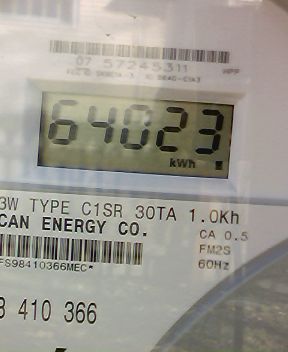 07 57245311
64023
kWh
3W TYPE C1SR 30TA 1.0Kh
CAN ENERGY CO.
CA 0.5
FM2S
60Hz
FS98410366MEC*
8 410 366